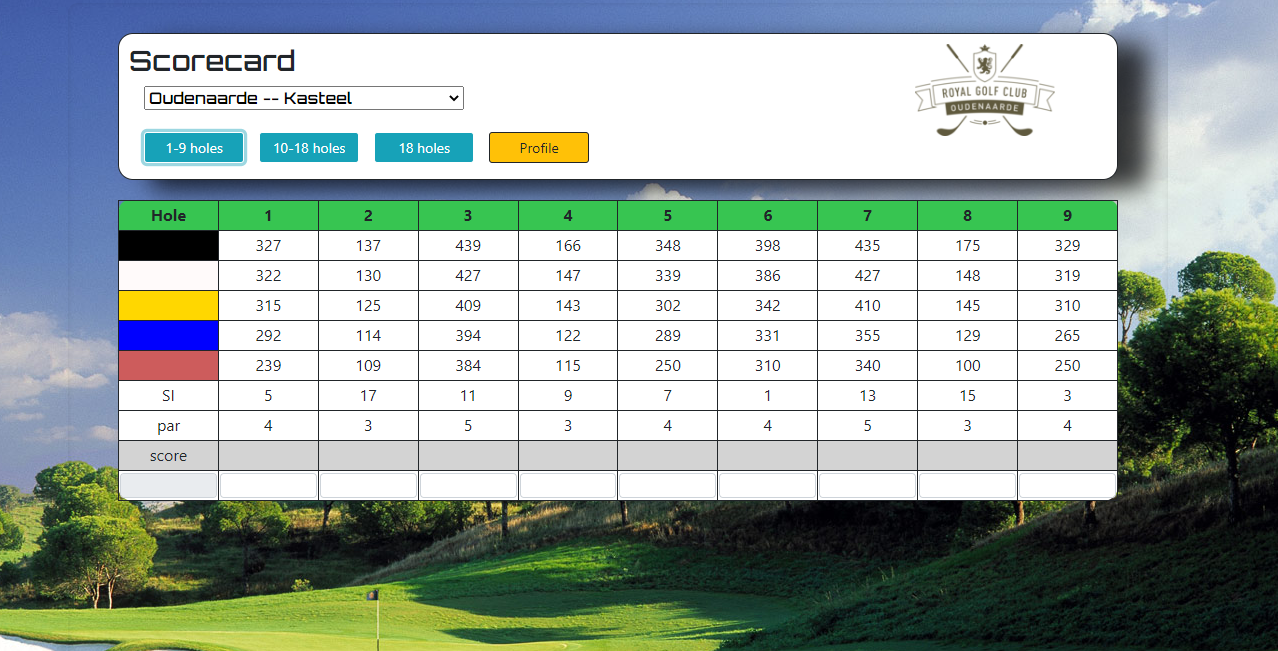 Scorecard
Oudenaarde -- Kasteel
ROYAL GOLF CLUB
OUDENAARDE
1-9 holes 10-18 holes 18 holes Profile
Hole 1 2 3 4 5 6 7 8 9
327 137 439 166 348 398 435 175 329
322 130 427 147 339 386 427 148 319
315 125 409 143 302 342 410 145 310
292 114 394 122 289 331 355 129 265
239 109 384 115 250 310 340 100 250
SI 5 17 11 9 7 1 13 15 3
par 4 3 5 3 4 4 5 3 4
score